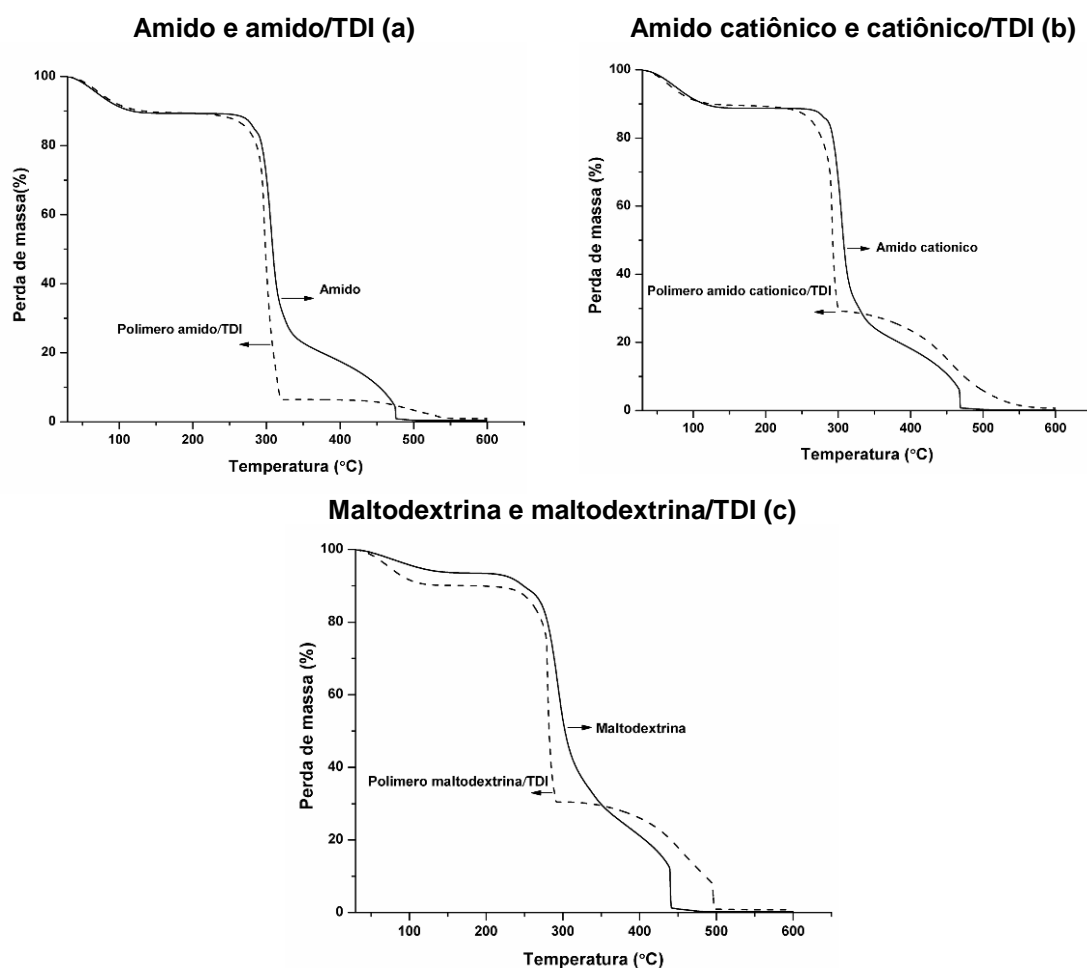 Amido e amido/TDI (a)
Perda de massa(%)
100
80
60
40
20
0
Amido
Polimero amido/TDI
100
200
300
400
500
600
Temperatura (°C)
Amido catiônico e catiônico/TDI (b)
Perda de massa (%)
100
80
60
40
20
0
Amido cationico
Polimero amido cationico/TDI
100
200
300
400
500
600
Temperatura (°C)
Maltodextrina e maltodextrina/TDI (c)
Perda de massa (%)
100
80
60
40
20
0
Maltodextrina
Polimero maltodextrina/TDI
100
200
300
400
500
600
Temperatura (°C)